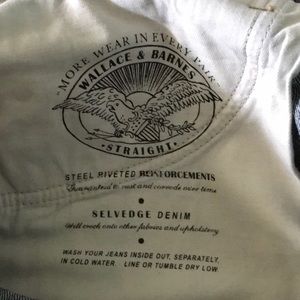 "MORE WEAR IN EVERY PAIR"
WALLACE & BARNES
• STRAIGHT •
STEEL RIVETED REINFORCEMENTS
Guaranteed to rust and corrode over time
•
SELVEDGE DENIM
Will crock onto other fabrics and upholstery
•
WASH YOUR JEANS INSIDE OUT, SEPARATELY,
IN COLD WATER. LINE OR TUMBLE DRY LOW.